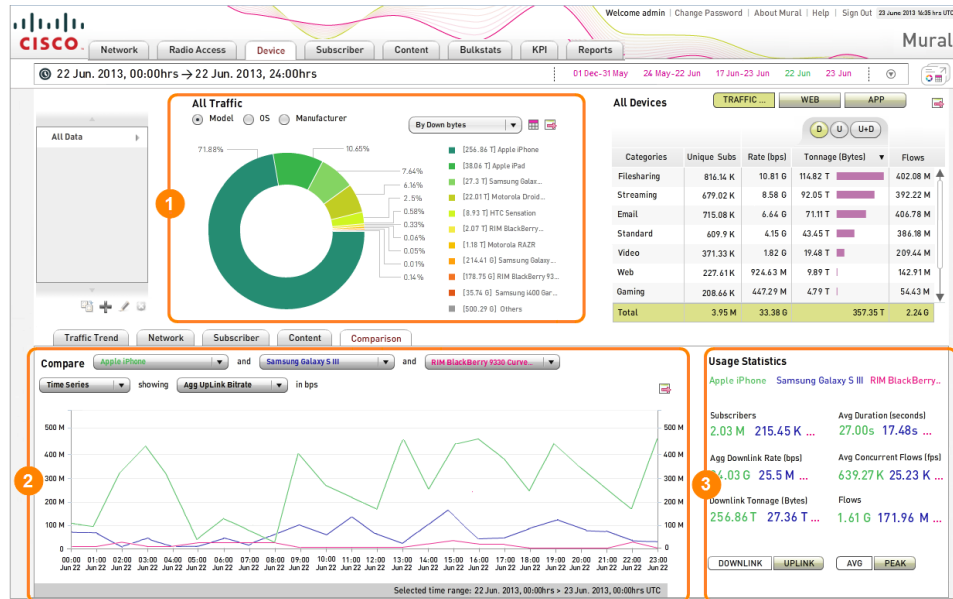 Welcome admin | Change Password | About Mural | Help | Sign Out 23 June 2013 16:35 hrs UTC
CISCO
Network Radio Access Device Subscriber Content Bulkstats KPI Reports
Mural
22 Jun. 2013, 00:00hrs → 22 Jun. 2013, 24:00hrs
01 Dec-31 May 24 May-22 Jun 17 Jun-23 Jun 22 Jun 23 Jun
All Data
All Traffic
Model OS Manufacturer
By Down bytes
1
71.88%
10.65%
7.64%
6.16%
2.5%
0.58%
0.33%
0.06%
0.05%
0.01%
0.14%
[256.86 T] Apple iPhone
[38.06 T] Apple iPad
[27.3 T] Samsung Galax...
[22.01 T] Motorola Droid...
[8.93 T] HTC Sensation
[2.07 T] RIM BlackBerry...
[1.18 T] Motorola RAZR
[214.41 G] Samsung Galax...
[178.75 G] RIM BlackBerry 93...
[35.74 G] Samsung i400 Gar...
[500.29 G] Others
All Devices
TRAFFIC ... WEB APP
D U U+D
Categories Unique Subs Rate (bps) Tonnage (Bytes) Flows
Filesharing 816.14 K 10.81 G 114.82 T 402.08 M
Streaming 679.02 K 8.58 G 92.05 T 392.22 M
Email 715.08 K 6.64 G 71.11 T 406.78 M
Standard 609.9 K 4.15 G 43.45 T 386.18 M
Video 371.33 K 1.82 G 19.48 T 209.44 M
Web 227.61 K 924.63 M 9.89 T 142.91 M
Gaming 208.66 K 447.29 M 4.79 T 54.43 M
Total 3.95 M 33.38 G 357.35 T 2.24 G
Traffic Trend Network Subscriber Content Comparison
Compare Apple iPhone and Samsung Galaxy S III and RIM BlackBerry 9330 Curve..
Time Series showing Agg UpLink Bitrate in bps
2
500 M 500 M
400 M 400 M
300 M 300 M
200 M 200 M
100 M 100 M
0 0
00:00 01:00 02:00 03:00 04:00 05:00 06:00 07:00 08:00 09:00 10:00 11:00 12:00 13:00 14:00 15:00 16:00 17:00 18:00 19:00 20:00 21:00 22:00 23:00
Jun 22 Jun 22 Jun 22 Jun 22 Jun 22 Jun 22 Jun 22 Jun 22 Jun 22 Jun 22 Jun 22 Jun 22 Jun 22 Jun 22 Jun 22 Jun 22 Jun 22 Jun 22 Jun 22 Jun 22 Jun 22 Jun 22 Jun 22 Jun 22
Selected time range: 22 Jun. 2013, 00:00hrs > 23 Jun. 2013, 00:00hrs UTC
Usage Statistics
Apple iPhone Samsung Galaxy S III RIM BlackBerry..
Subscribers Avg Duration (seconds)
2.03 M 215.45 K ... 27.00s 17.48s ...
Agg Downlink Rate (bps) Avg Concurrent Flows (fps)
4.03 G 25.5 M ... 639.27 K 25.23 K ...
3
Downlink Tonnage (Bytes) Flows
256.86 T 27.36 T ... 1.61 G 171.96 M ...
DOWNLINK UPLINK AVG PEAK